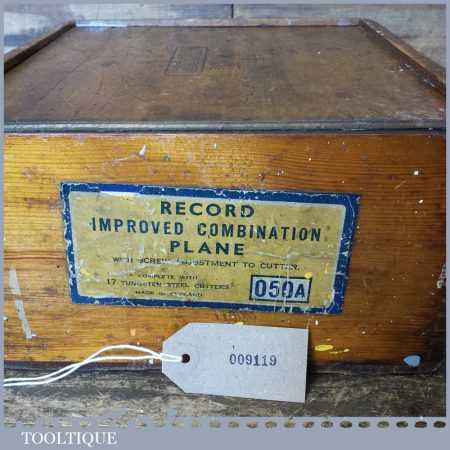 RECORD
IMPROVED COMBINATION
PLANE
WITH SCREW ADJUSTMENT TO CUTTER.
COMPLETE WITH
17 TUNGSTEN STEEL CUTTERS
MADE IN ENGLAND
050A
009119
TOOLTIQUE